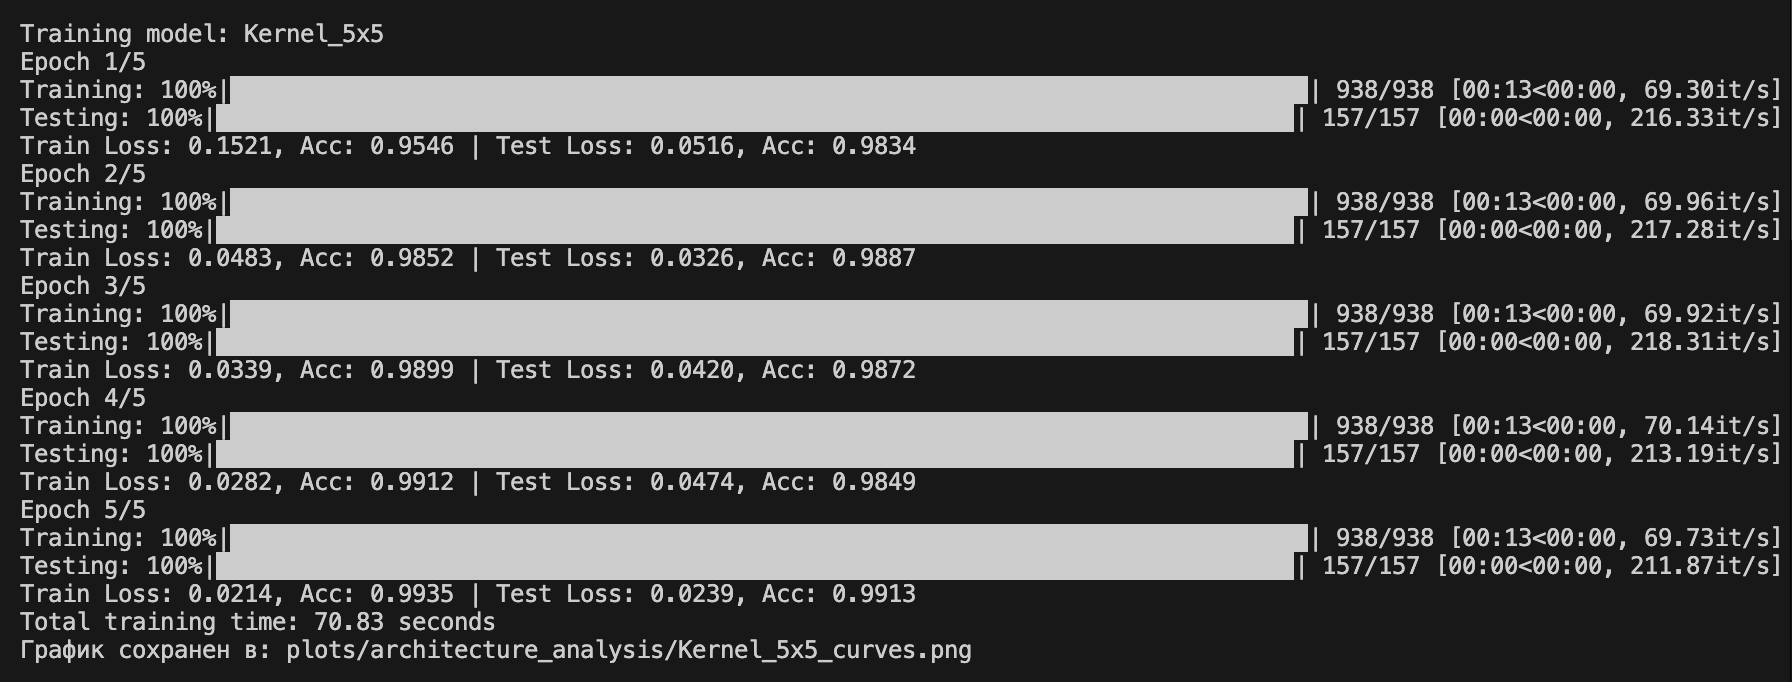 Training model: Kernel_5x5
Epoch 1/5
Training: 100%|██████████| 938/938 [00:13<00:00, 69.30it/s]
Testing: 100%|██████████| 157/157 [00:00<00:00, 216.33it/s]
Train Loss: 0.1521, Acc: 0.9546 | Test Loss: 0.0516, Acc: 0.9834
Epoch 2/5
Training: 100%|██████████| 938/938 [00:13<00:00, 69.96it/s]
Testing: 100%|██████████| 157/157 [00:00<00:00, 217.28it/s]
Train Loss: 0.0483, Acc: 0.9852 | Test Loss: 0.0326, Acc: 0.9887
Epoch 3/5
Training: 100%|██████████| 938/938 [00:13<00:00, 69.92it/s]
Testing: 100%|██████████| 157/157 [00:00<00:00, 218.31it/s]
Train Loss: 0.0339, Acc: 0.9899 | Test Loss: 0.0420, Acc: 0.9872
Epoch 4/5
Training: 100%|██████████| 938/938 [00:13<00:00, 70.14it/s]
Testing: 100%|██████████| 157/157 [00:00<00:00, 213.19it/s]
Train Loss: 0.0282, Acc: 0.9912 | Test Loss: 0.0474, Acc: 0.9849
Epoch 5/5
Training: 100%|██████████| 938/938 [00:13<00:00, 69.73it/s]
Testing: 100%|██████████| 157/157 [00:00<00:00, 211.87it/s]
Train Loss: 0.0214, Acc: 0.9935 | Test Loss: 0.0239, Acc: 0.9913
Total training time: 70.83 seconds
График сохранен в: plots/architecture_analysis/Kernel_5x5_curves.png